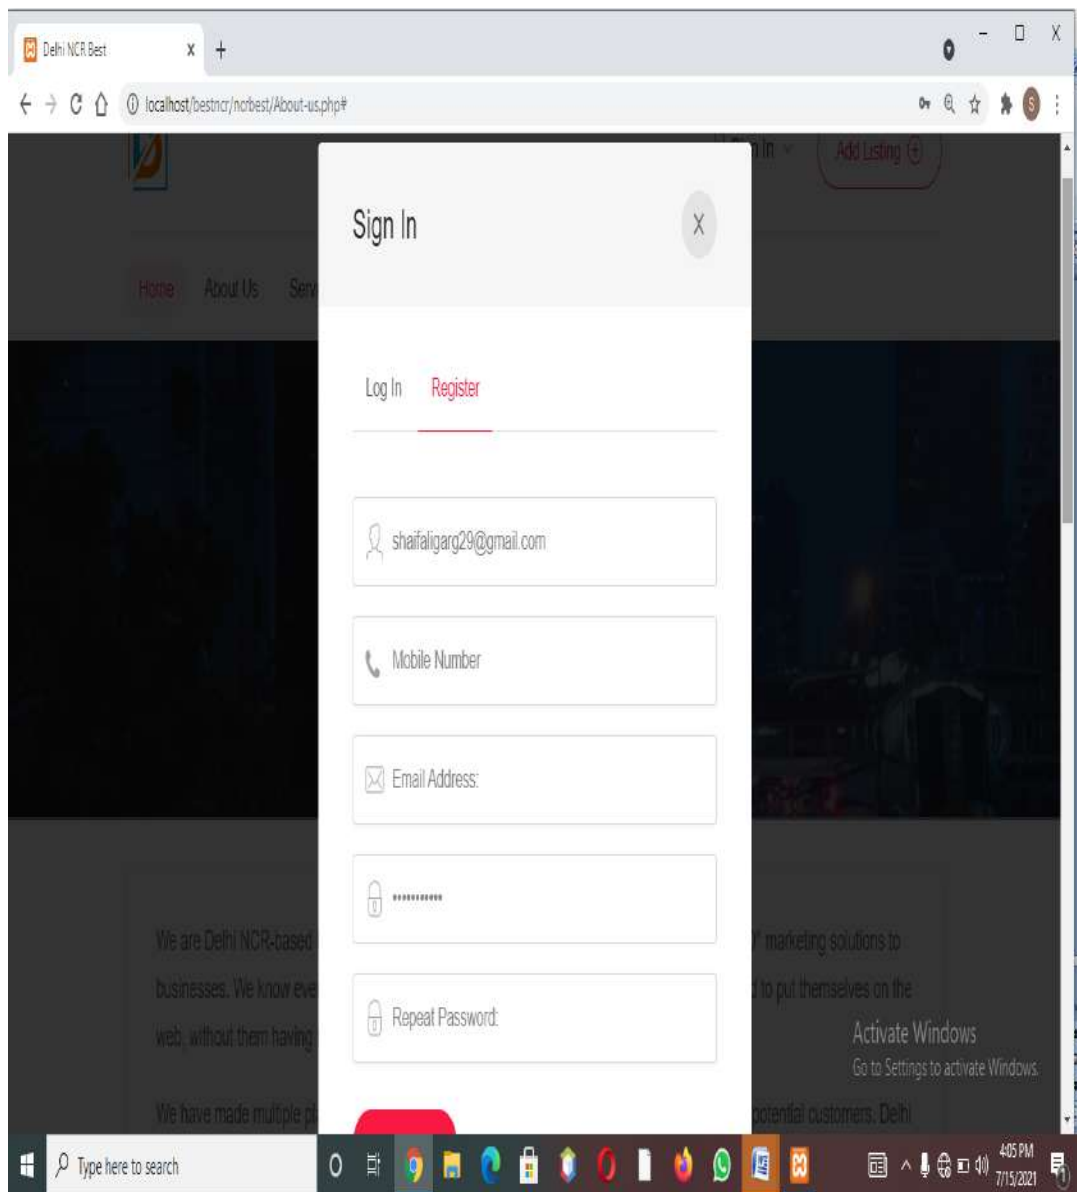 Delhi NCR Best
localhost/bestncr/ncrbest/About-us.php#
S
Sign In
Add Listing
Sign In
X
Home About Us Serv
Log In Register
shaifaligarg29@gmail.com
Mobile Number
Email Address:
Repeat Password:
We are Delhi NCR-based
marketing solutions to
businesses. We know eve
d to put themselves on the
web, without them having
Activate Windows
Go to Settings to activate Windows.
We have made multiple pl
potential customers. Delhi
Type here to search
4:05 PM
7/15/2021